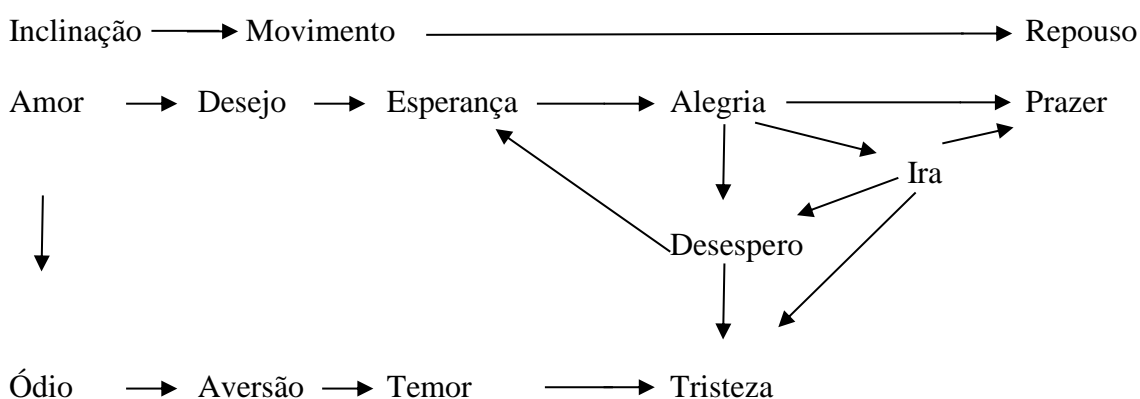 Inclinação Movimento Repouso
Amor Desejo Esperança Alegria Prazer
Ira
Desespero
Ódio Aversão Temor Tristeza